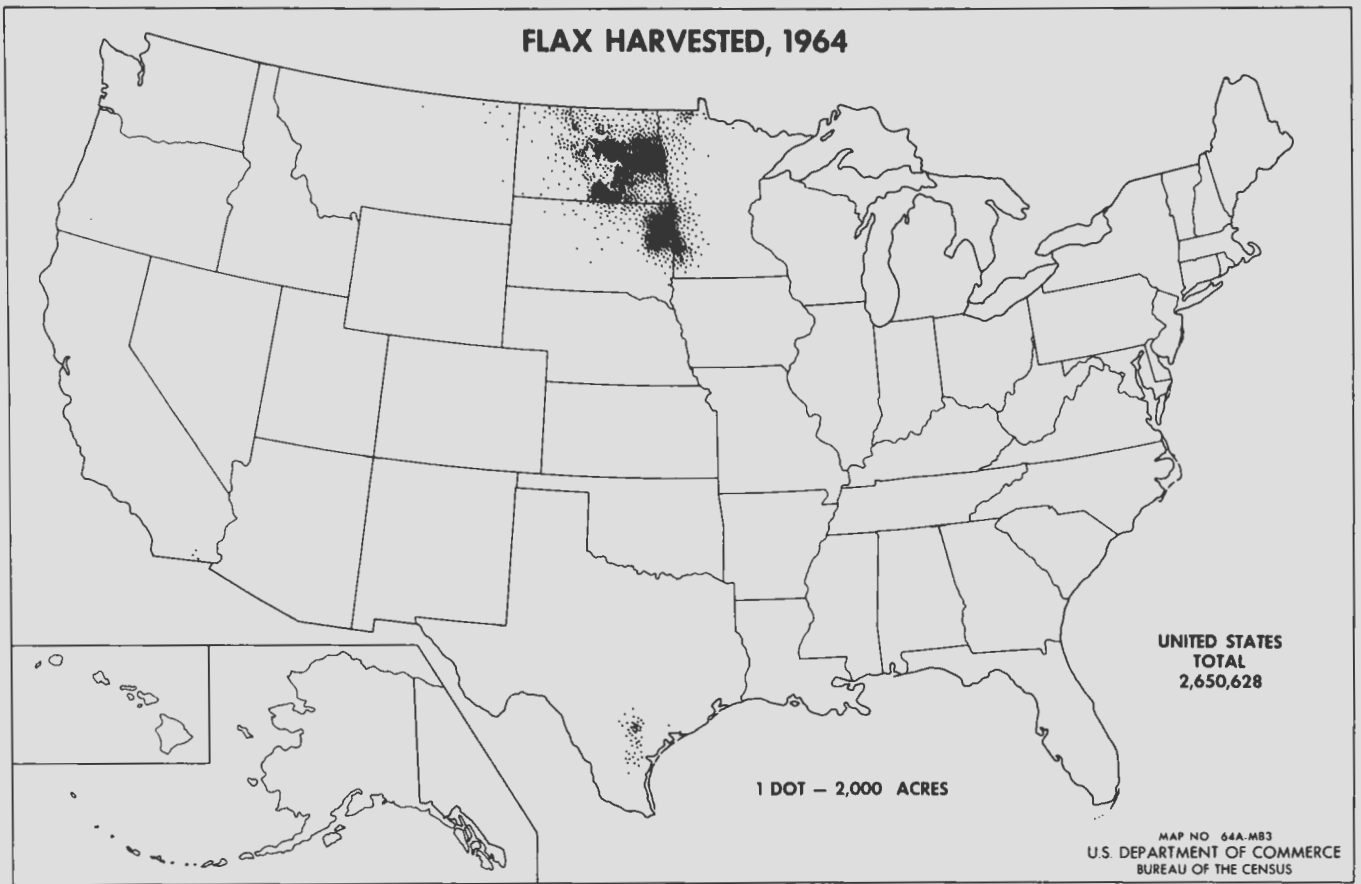 FLAX HARVESTED, 1964
UNITED STATES
TOTAL
2,650,628
1 DOT – 2,000 ACRES
MAP NO 64A-MB3
U.S. DEPARTMENT OF COMMERCE
BUREAU OF THE CENSUS